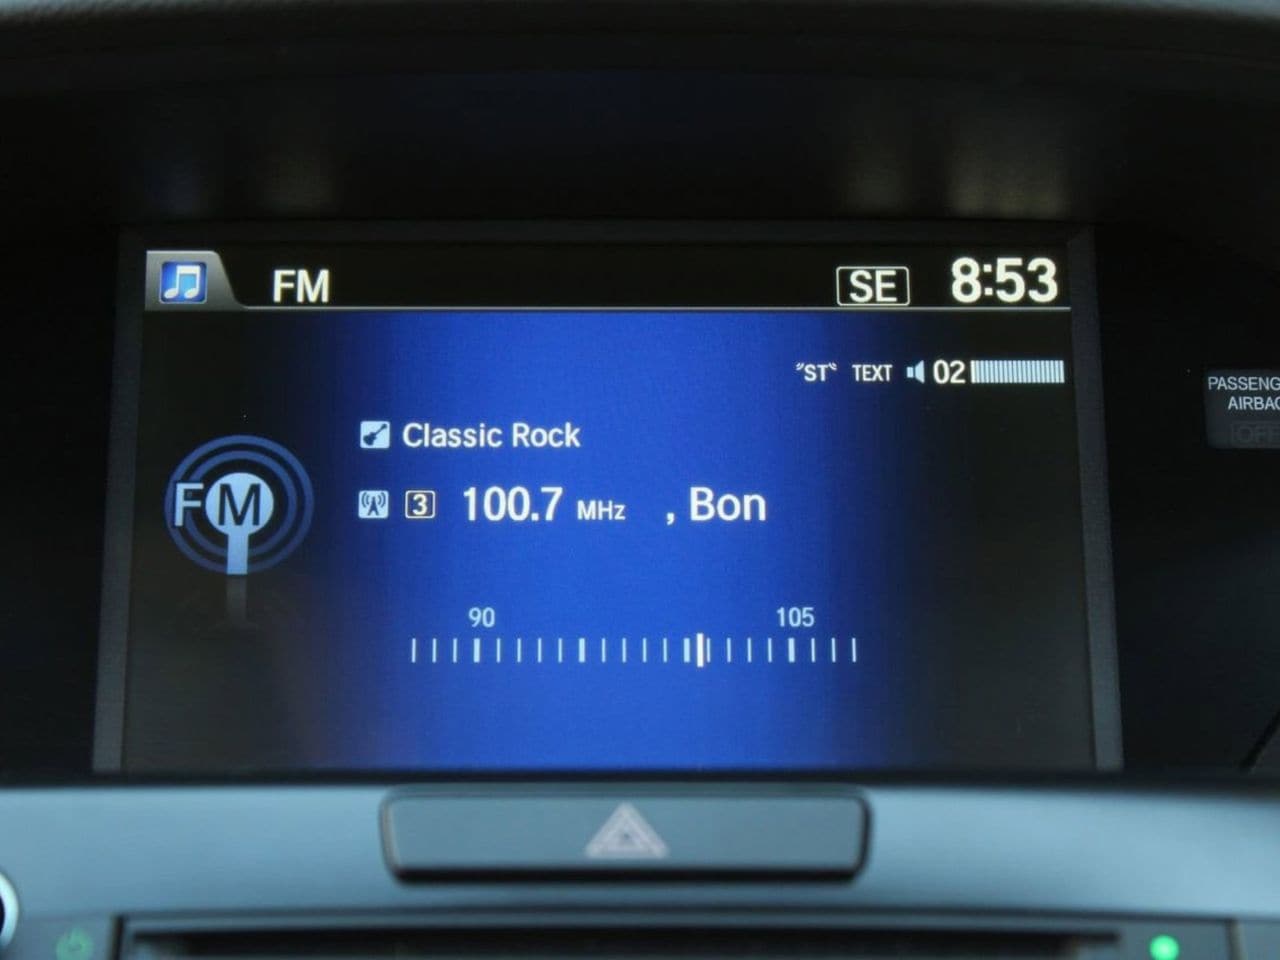 FM SE 8:53
"ST" TEXT 02
Classic Rock
FM
3 100.7 MHz , Bon
90 105
PASSENG
AIRBAG
OFF